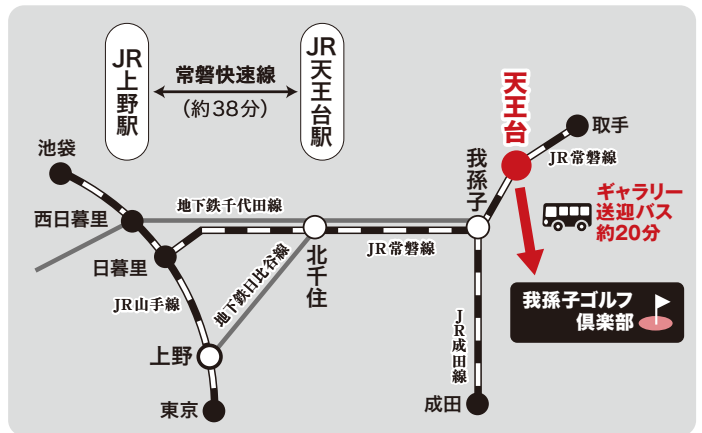 JR上野駅
常磐快速線
(約38分)
JR天王台駅
池袋
西日暮里
日暮里
地下鉄千代田線
JR山手線
地下鉄日比谷線
上野
東京
北千住
JR常磐線
我孫子
天王台
取手
JR常磐線
JR成田線
成田
ギャラリー
送迎バス
約20分
我孫子ゴルフ
倶楽部